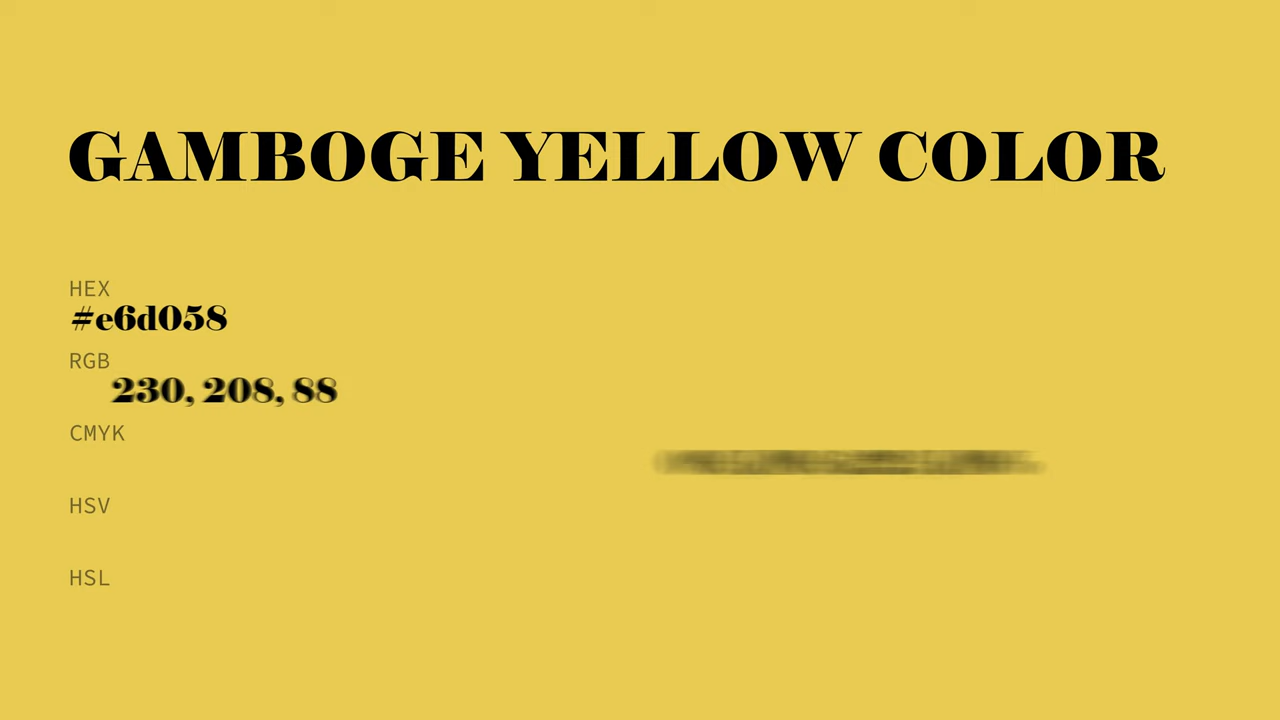 GAMBOGE YELLOW COLOR
HEX
#e6d058
RGB
230, 208, 88
CMYK
HSV
HSL